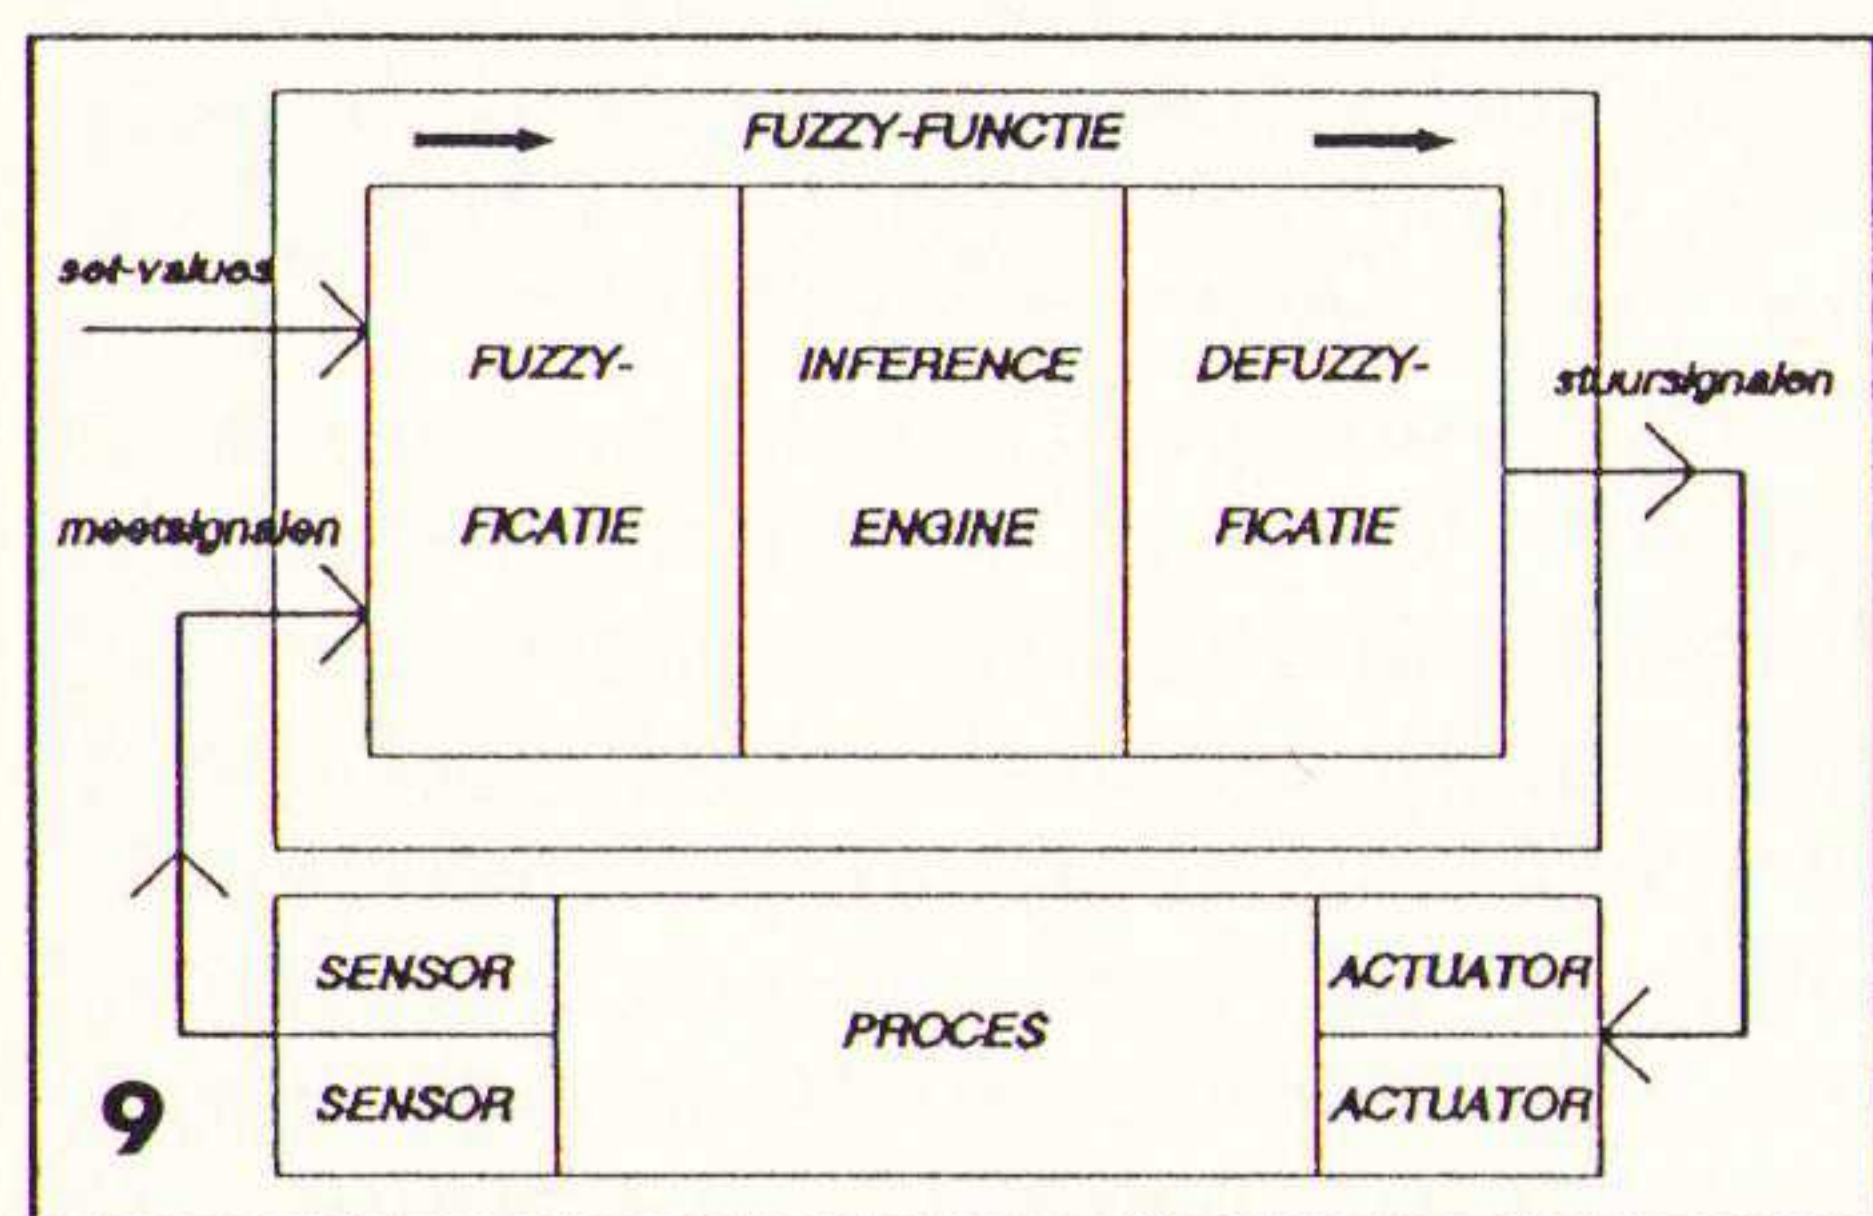 FUZZY-FUNCTIE
set-values
FUZZY-
FICATIE
INFERENCE
ENGINE
DEFUZZY-
FICATIE
stuursignalen
meetsignalen
SENSOR
SENSOR
PROCES
ACTUATOR
ACTUATOR
9